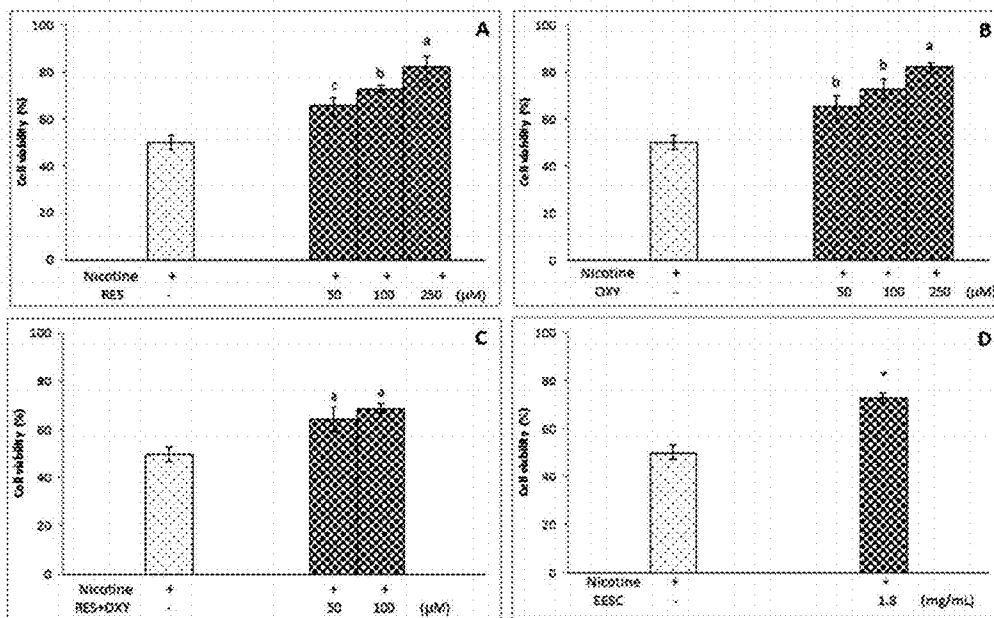 A
100
80
60
40
20
0
Cell viability (%)
c
b
a
Nicotine + + + +
RES - 50 100 250 (µM)
B
100
80
60
40
20
0
Cell viability (%)
b
b
a
Nicotine + + + +
OXY - 50 100 250 (µM)
C
100
80
60
40
20
0
Cell viability (%)
a
a
Nicotine + + +
RES+OXY - 50 100 (µM)
D
100
80
60
40
20
0
Cell viability (%)
*
Nicotine + +
EESC - 1.8 (mg/mL)